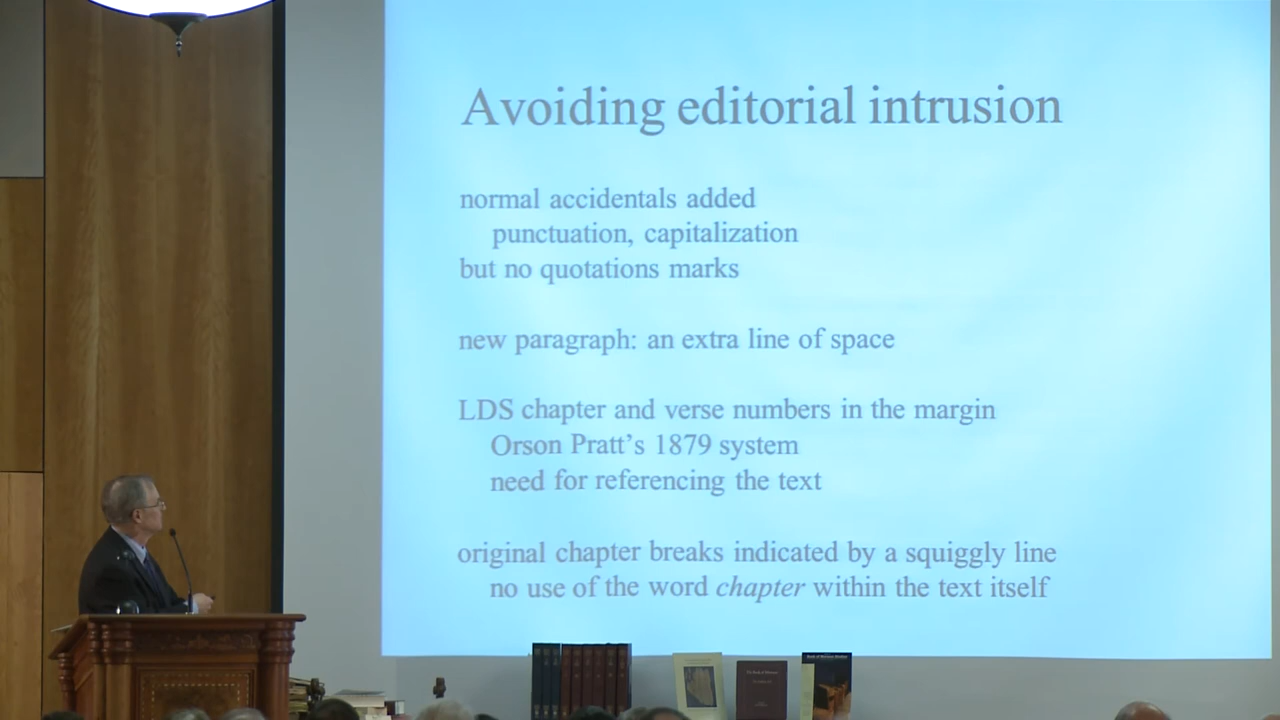 Avoiding editorial intrusion
normal accidentals added
punctuation, capitalization
but no quotations marks
new paragraph: an extra line of space
LDS chapter and verse numbers in the margin
Orson Pratt’s 1879 system
need for referencing the text
original chapter breaks indicated by a squiggly line
no use of the word chapter within the text itself